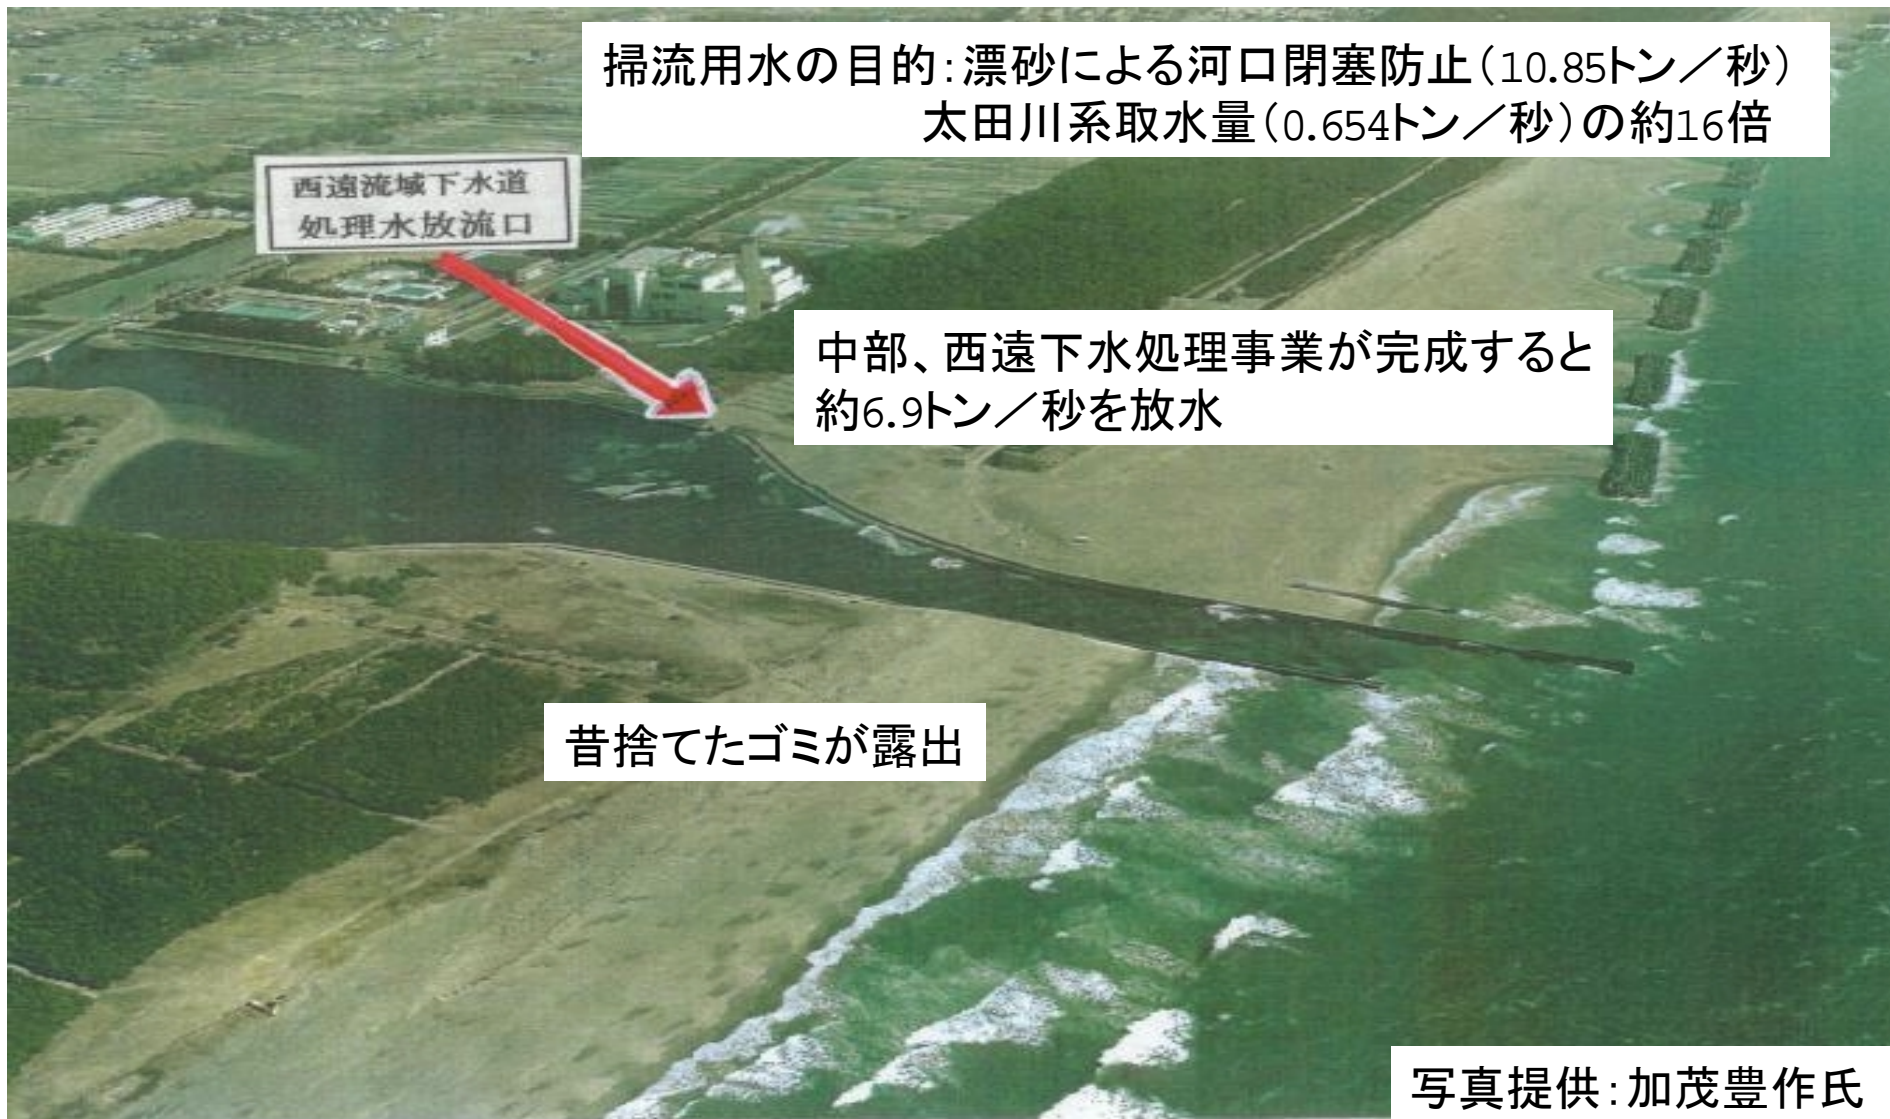 掃流用水の目的：漂砂による河口閉塞防止（10.85トン／秒）
太田川系取水量（0.654トン／秒）の約16倍
西遠流域下水道
処理水放流口
中部、西遠下水処理事業が完成すると
約6.9トン／秒を放水
昔捨てたゴミが露出
写真提供：加茂豊作氏